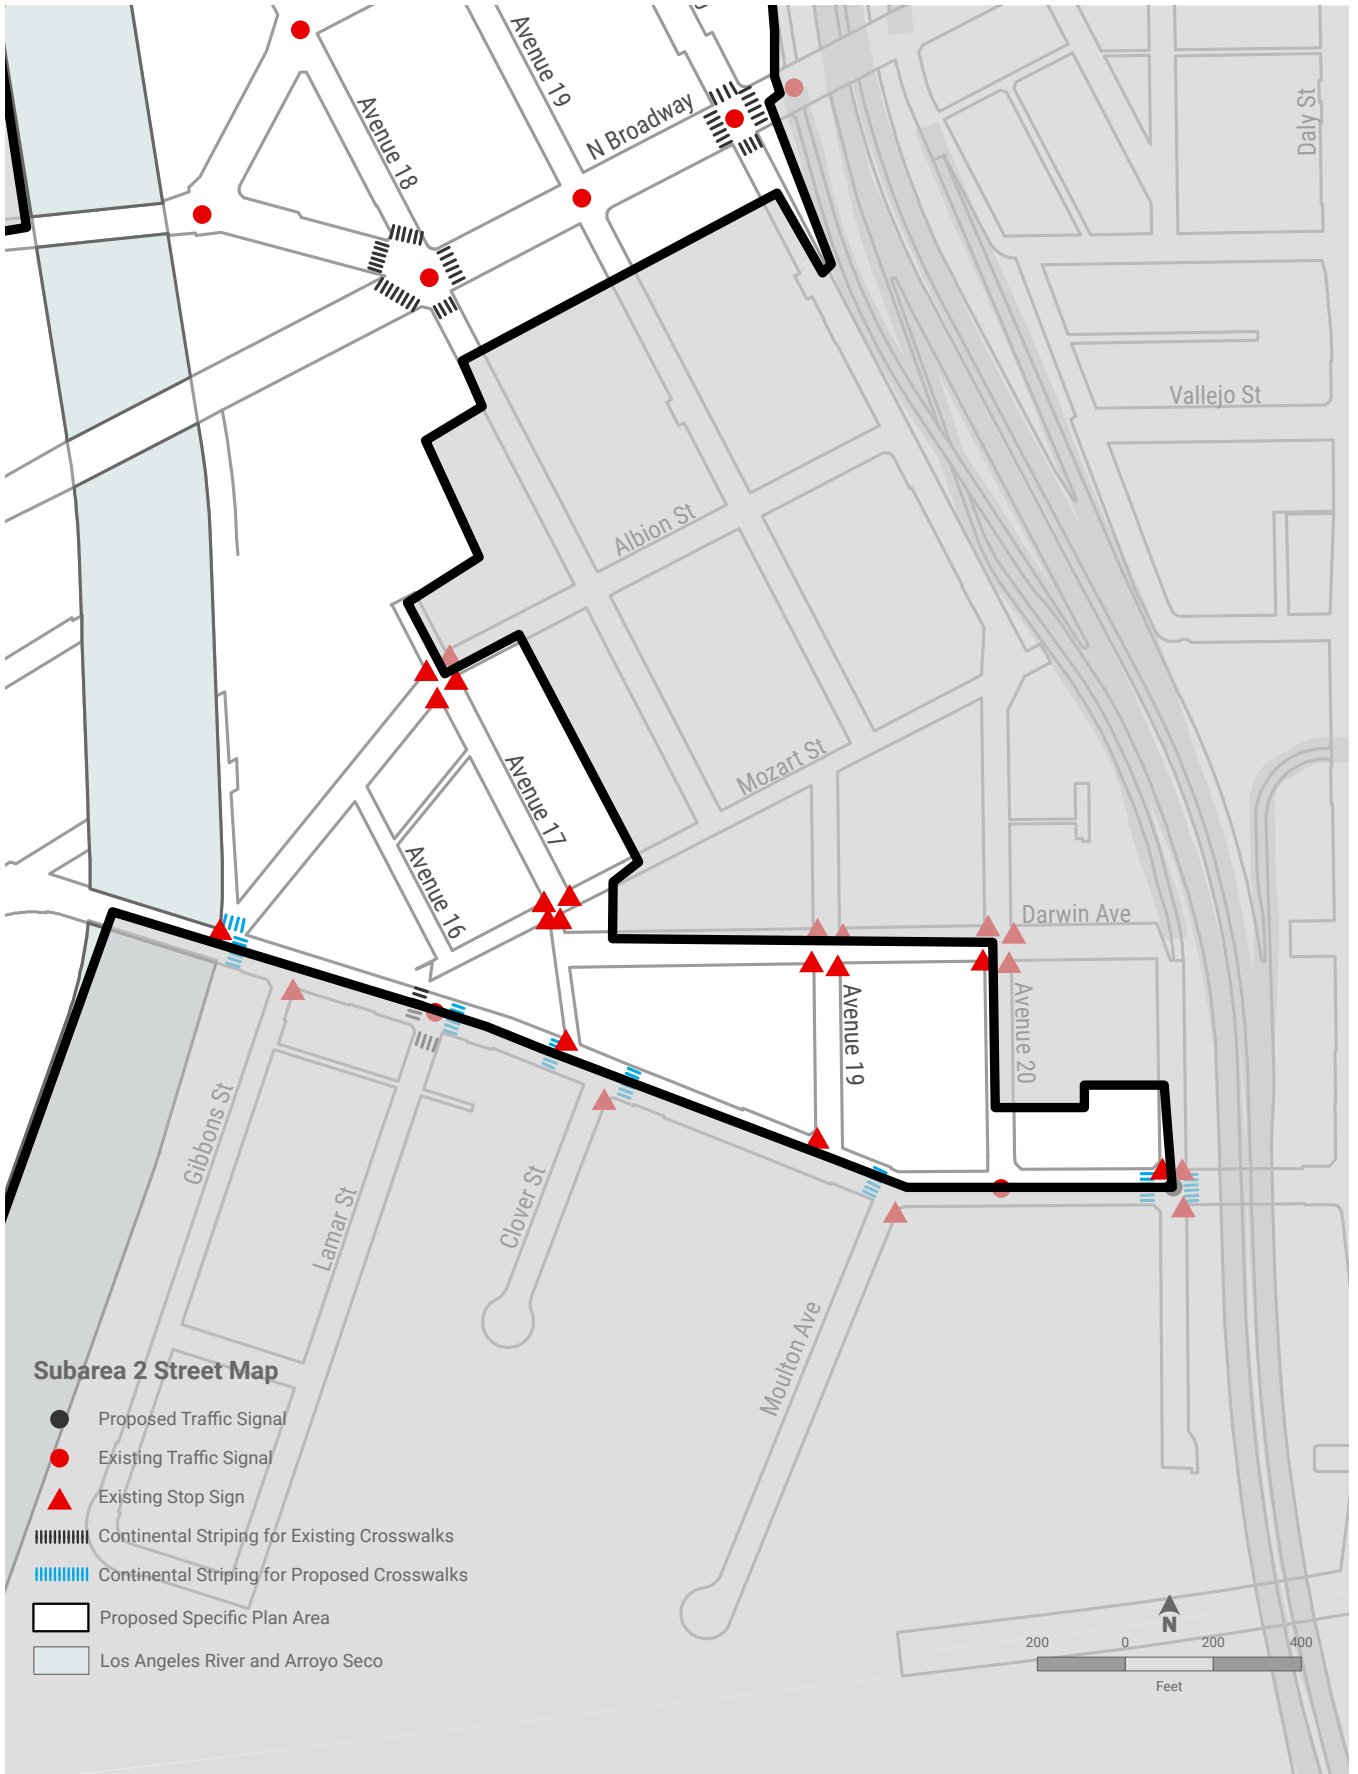 Avenue 19
N Broadway
Avenue 18
Daly St
Vallejo St
Albion St
Mozart St
Avenue 17
Avenue 16
Darwin Ave
Avenue 19
Avenue 20
Gibbons St
Lamar St
Clover St
Moulton Ave
Subarea 2 Street Map
Proposed Traffic Signal
Existing Traffic Signal
Existing Stop Sign
Continental Striping for Existing Crosswalks
Continental Striping for Proposed Crosswalks
Proposed Specific Plan Area
Los Angeles River and Arroyo Seco
N
200 0 200 400
Feet